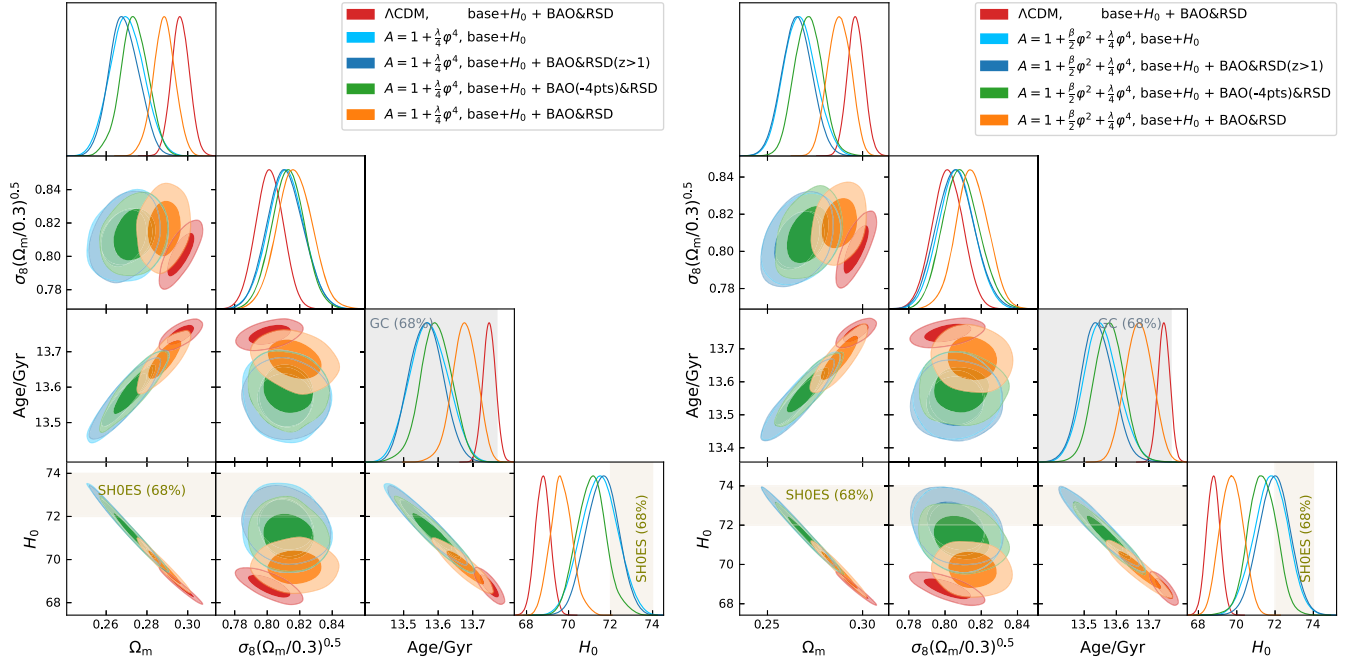 ΛCDM, base+H₀ + BAO&RSD
A = 1 + λ/4 φ⁴, base+H₀
A = 1 + λ/4 φ⁴, base+H₀ + BAO&RSD(z>1)
A = 1 + λ/4 φ⁴, base+H₀ + BAO(-4pts)&RSD
A = 1 + λ/4 φ⁴, base+H₀ + BAO&RSD
σ₈(Ωₘ/0.3)^0.5
0.84
0.82
0.80
0.78
GC (68%)
Age/Gyr
13.7
13.6
13.5
SH0ES (68%)
SH0ES (68%)
H₀
74
72
70
68
0.26 0.28 0.30
0.78 0.80 0.82 0.84
13.5 13.6 13.7
68 70 72 74
Ωₘ
σ₈(Ωₘ/0.3)^0.5
Age/Gyr
H₀
ΛCDM, base+H₀ + BAO&RSD
A = 1 + β/2 φ² + λ/4 φ⁴, base+H₀
A = 1 + β/2 φ² + λ/4 φ⁴, base+H₀ + BAO&RSD(z>1)
A = 1 + β/2 φ² + λ/4 φ⁴, base+H₀ + BAO(-4pts)&RSD
A = 1 + β/2 φ² + λ/4 φ⁴, base+H₀ + BAO&RSD
σ₈(Ωₘ/0.3)^0.5
0.84
0.82
0.80
0.78
GC (68%)
Age/Gyr
13.7
13.6
13.5
13.4
SH0ES (68%)
SH0ES (68%)
H₀
74
72
70
68
0.25 0.30
0.78 0.80 0.82 0.84
13.5 13.6 13.7
68 70 72 74
Ωₘ
σ₈(Ωₘ/0.3)^0.5
Age/Gyr
H₀